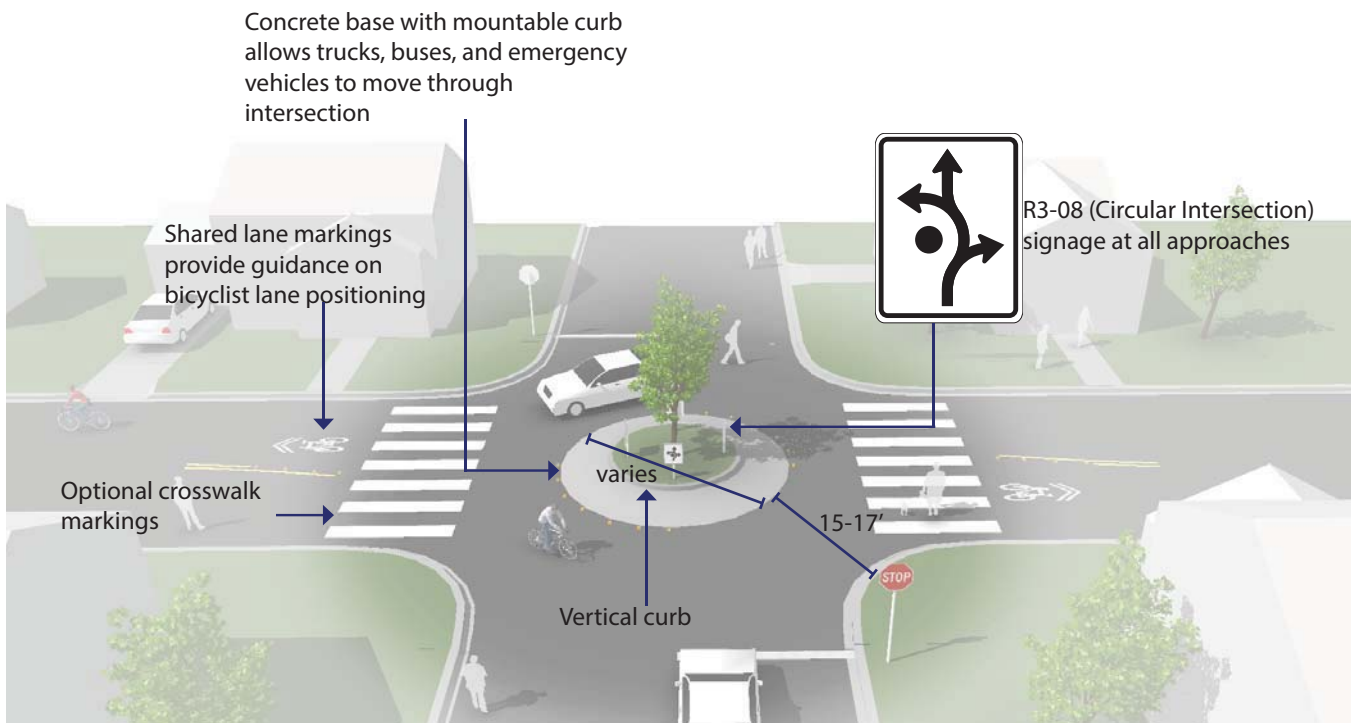 Concrete base with mountable curb
allows trucks, buses, and emergency
vehicles to move through
intersection
R3-08 (Circular Intersection)
signage at all approaches
Shared lane markings
provide guidance on
bicyclist lane positioning
varies
Optional crosswalk
markings
15-17'
STOP
Vertical curb